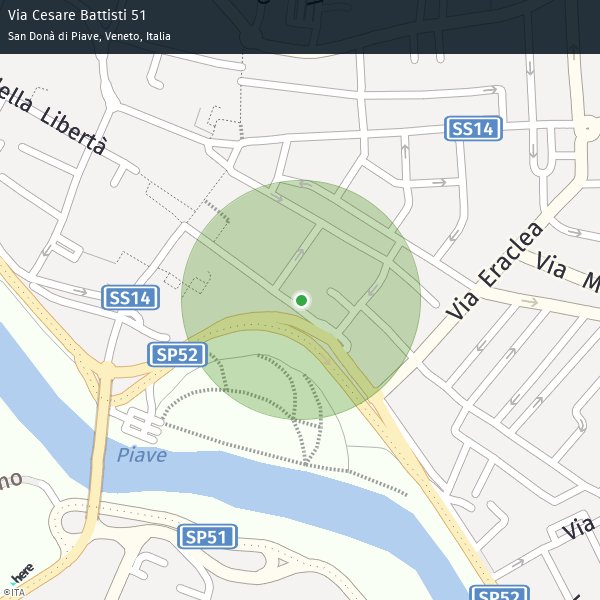 Via Cesare Battisti 51
San Donà di Piave, Veneto, Italia
ella Libertà
SS14
Via Eraclea
Via M
SS14
SP52
Piave
no
SP51
Via
SP52
here
©ITA